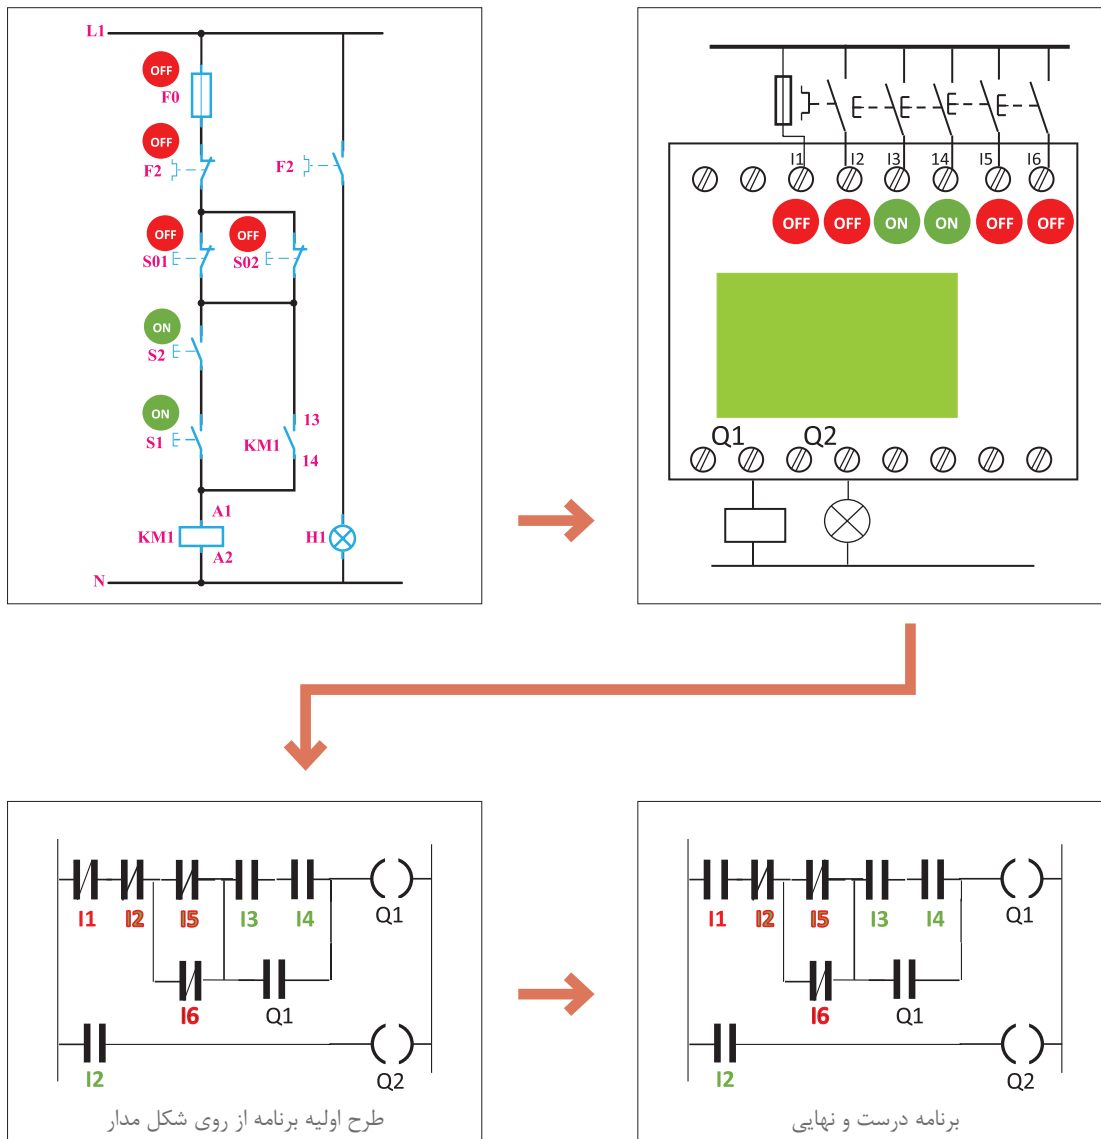 L1
OFF
F0
OFF
F2
F2
OFF
OFF
S01
S02
ON
S2
ON
S1
13
KM1
14
A1
KM1
H1
A2
N
I1 I2 I3 14 I5 I6
OFF OFF ON ON OFF OFF
Q1 Q2
I1 I2 I5 I3 I4 Q1
I6 Q1
I2 Q2
طرح اولیه برنامه از روی شکل مدار
I1 I2 I5 I3 I4 Q1
I6 Q1
I2 Q2
برنامه درست و نهایی